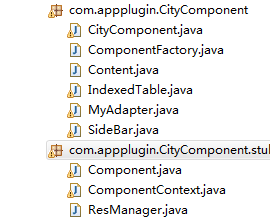 com.appplugin.CityComponent
CityComponent.java
ComponentFactory.java
Content.java
IndexedTable.java
MyAdapter.java
SideBar.java
com.appplugin.CityComponent.stul
Component.java
ComponentContext.java
ResManager.java